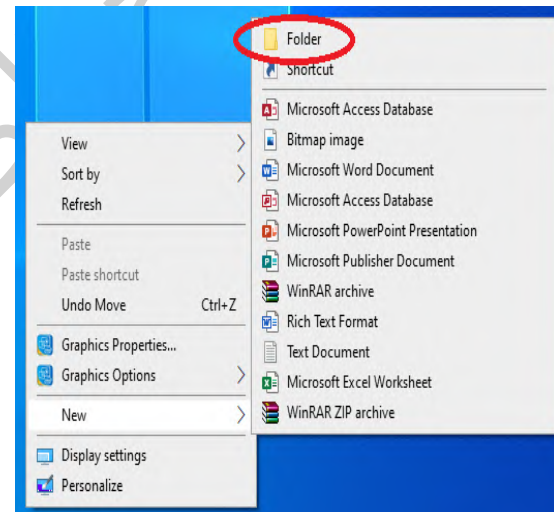 Folder
Shortcut
Microsoft Access Database
Bitmap image
Microsoft Word Document
Microsoft Access Database
Microsoft PowerPoint Presentation
Microsoft Publisher Document
WinRAR archive
Rich Text Format
Text Document
Microsoft Excel Worksheet
WinRAR ZIP archive
View
Sort by
Refresh
Paste
Paste shortcut
Undo Move Ctrl+Z
Graphics Properties...
Graphics Options
New
Display settings
Personalize